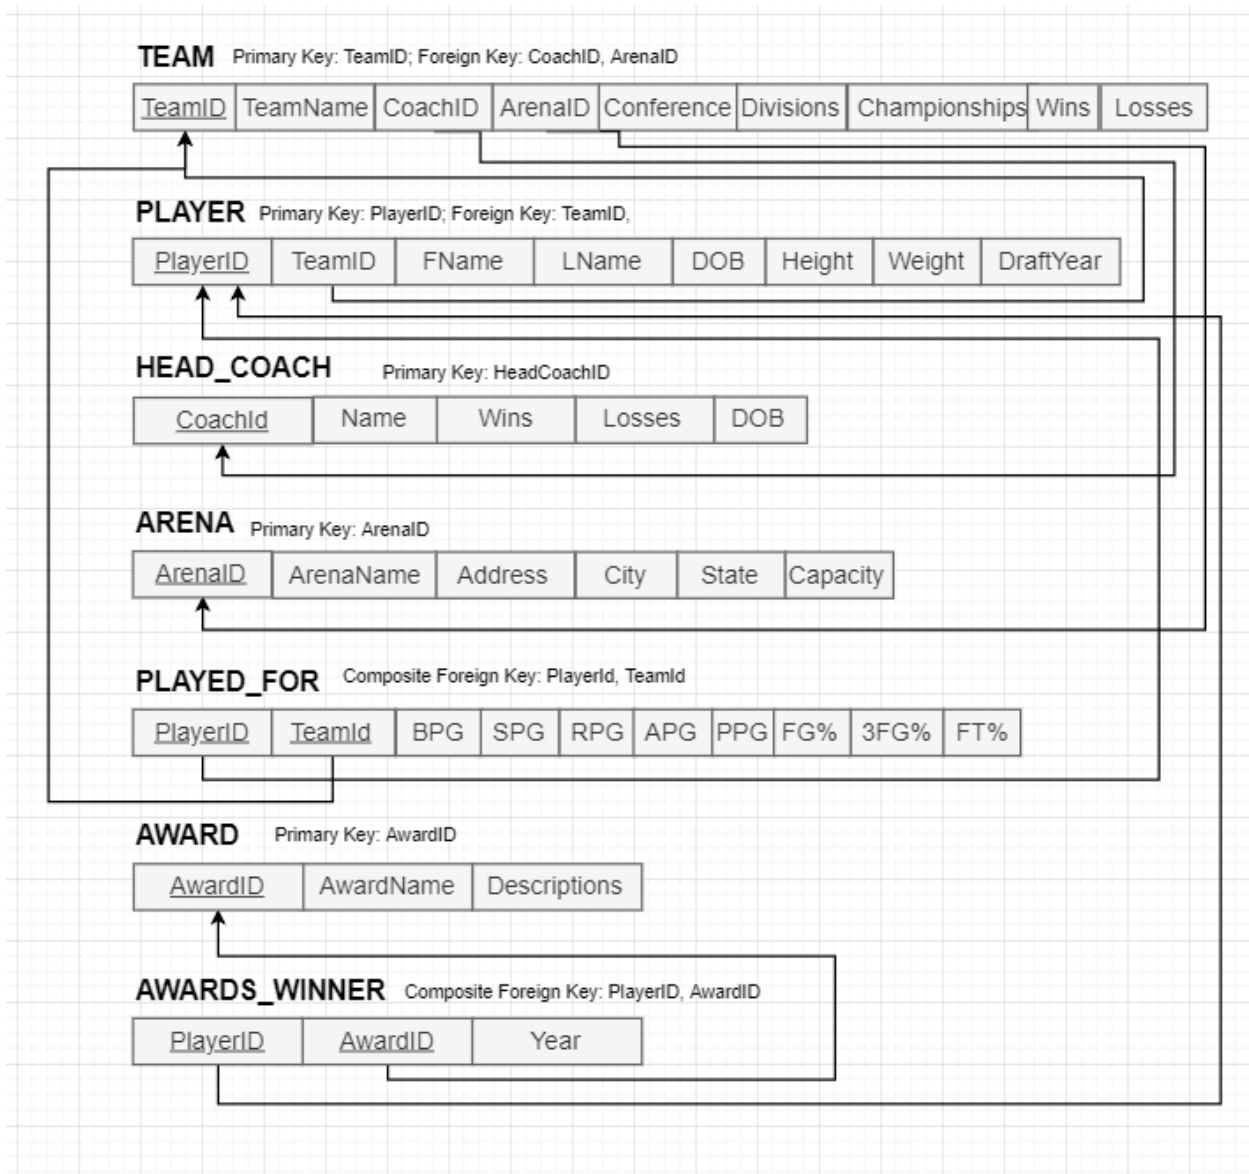 TEAM Primary Key: TeamID; Foreign Key: CoachID, ArenaID
TeamID TeamName CoachID ArenaID Conference Divisions Championships Wins Losses
PLAYER Primary Key: PlayerID; Foreign Key: TeamID,
PlayerID TeamID FName LName DOB Height Weight DraftYear
HEAD_COACH Primary Key: HeadCoachID
CoachId Name Wins Losses DOB
ARENA Primary Key: ArenaID
ArenaID ArenaName Address City State Capacity
PLAYED_FOR Composite Foreign Key: PlayerId, TeamId
PlayerID TeamId BPG SPG RPG APG PPG FG% 3FG% FT%
AWARD Primary Key: AwardID
AwardID AwardName Descriptions
AWARDS_WINNER Composite Foreign Key: PlayerID, AwardID
PlayerID AwardID Year